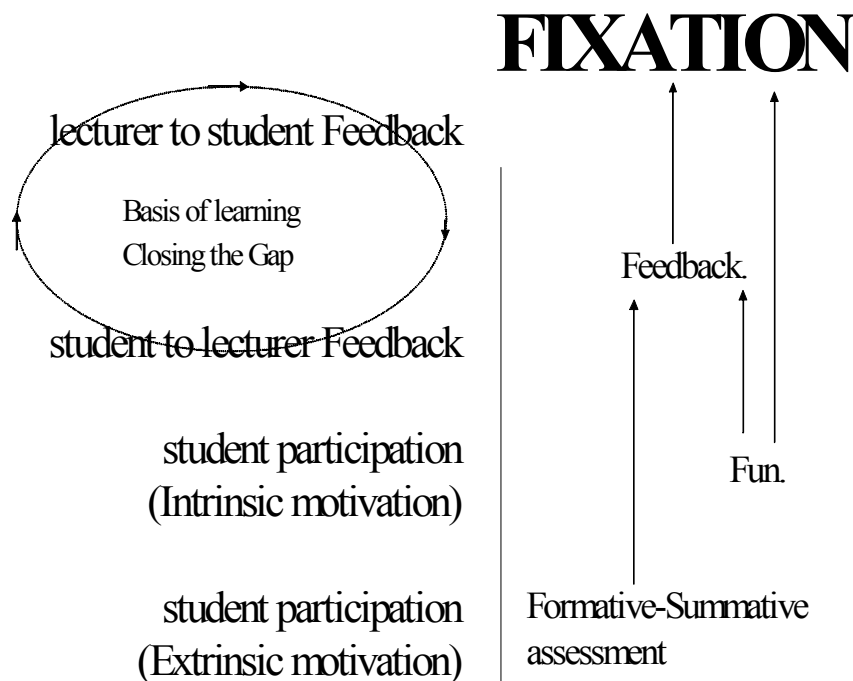 FIXATION
lecturer to student Feedback
Basis of learning
Closing the Gap
Feedback.
student to lecturer Feedback
student participation
(Intrinsic motivation)
Fun.
student participation
(Extrinsic motivation)
Formative-Summative
assessment